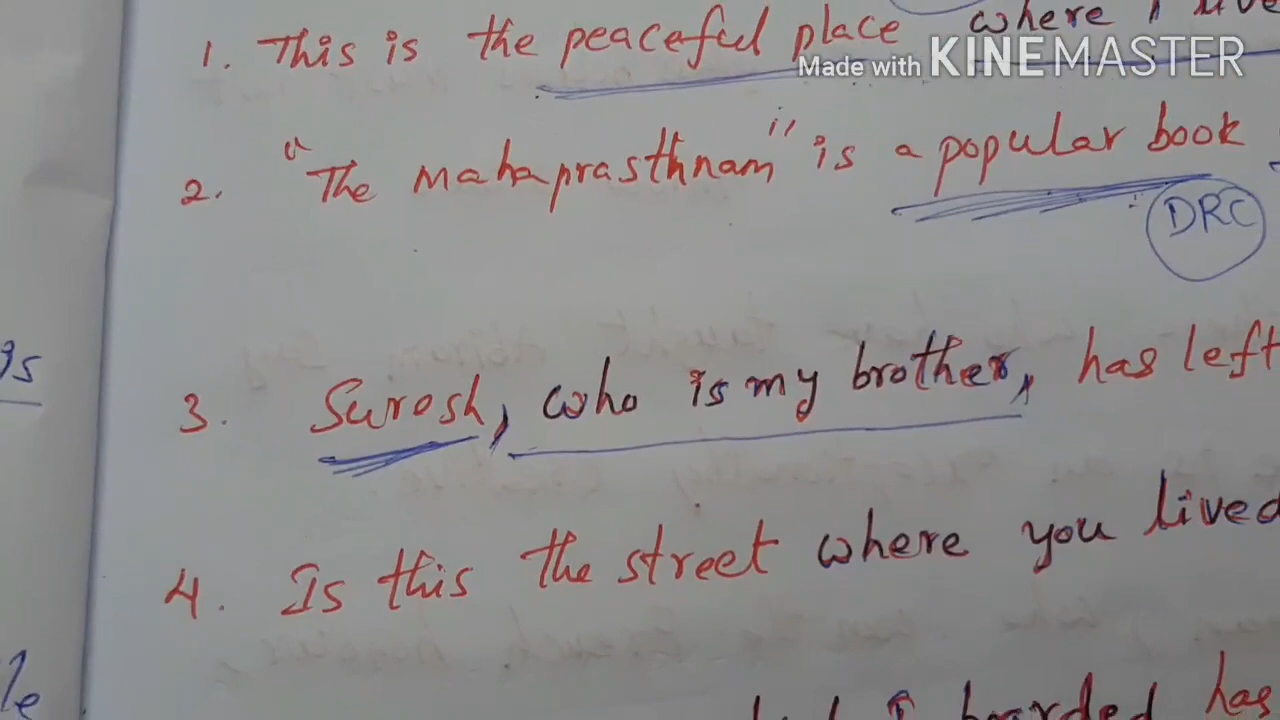 1. This is the peaceful place where I live
Made with KINEMASTER
2. "The Mahaprasthnam" is a popular book
DRC
3. Surosh, who is my brother, has left
4. Is this the street where you lived
I boarded has